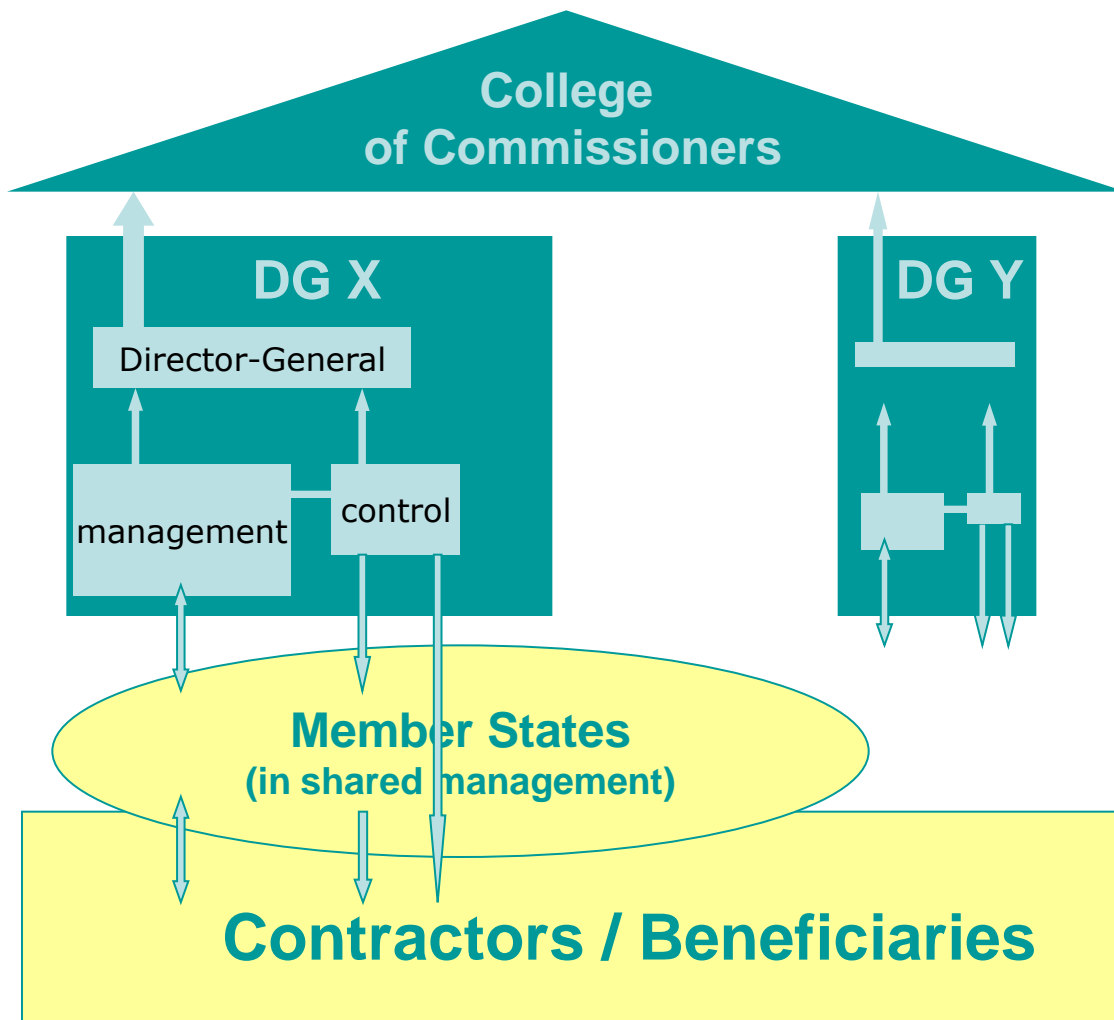 College
of Commissioners
DG X
DG Y
Director-General
management
control
Member States
(in shared management)
Contractors / Beneficiaries